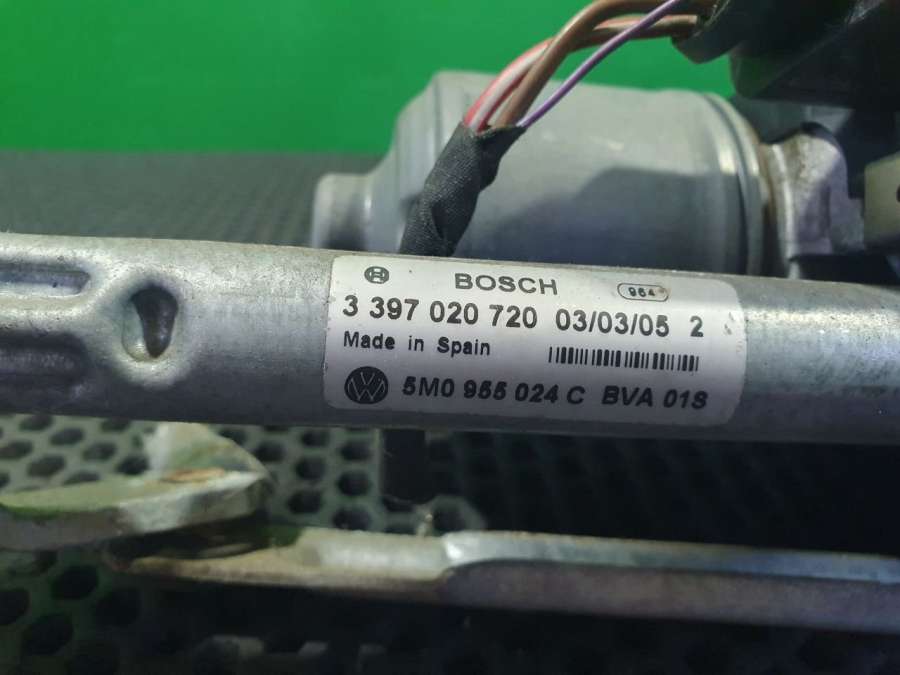 BOSCH 964
3 397 020 720 03/03/05 2
Made in Spain
5M0 955 024 C BVA 01S